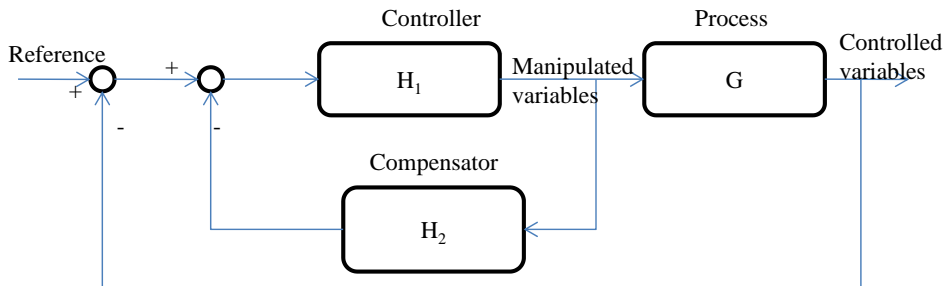 Controller
Process
Reference
Controlled
variables
+
+
-
-
H1
Manipulated
variables
G
Compensator
H2